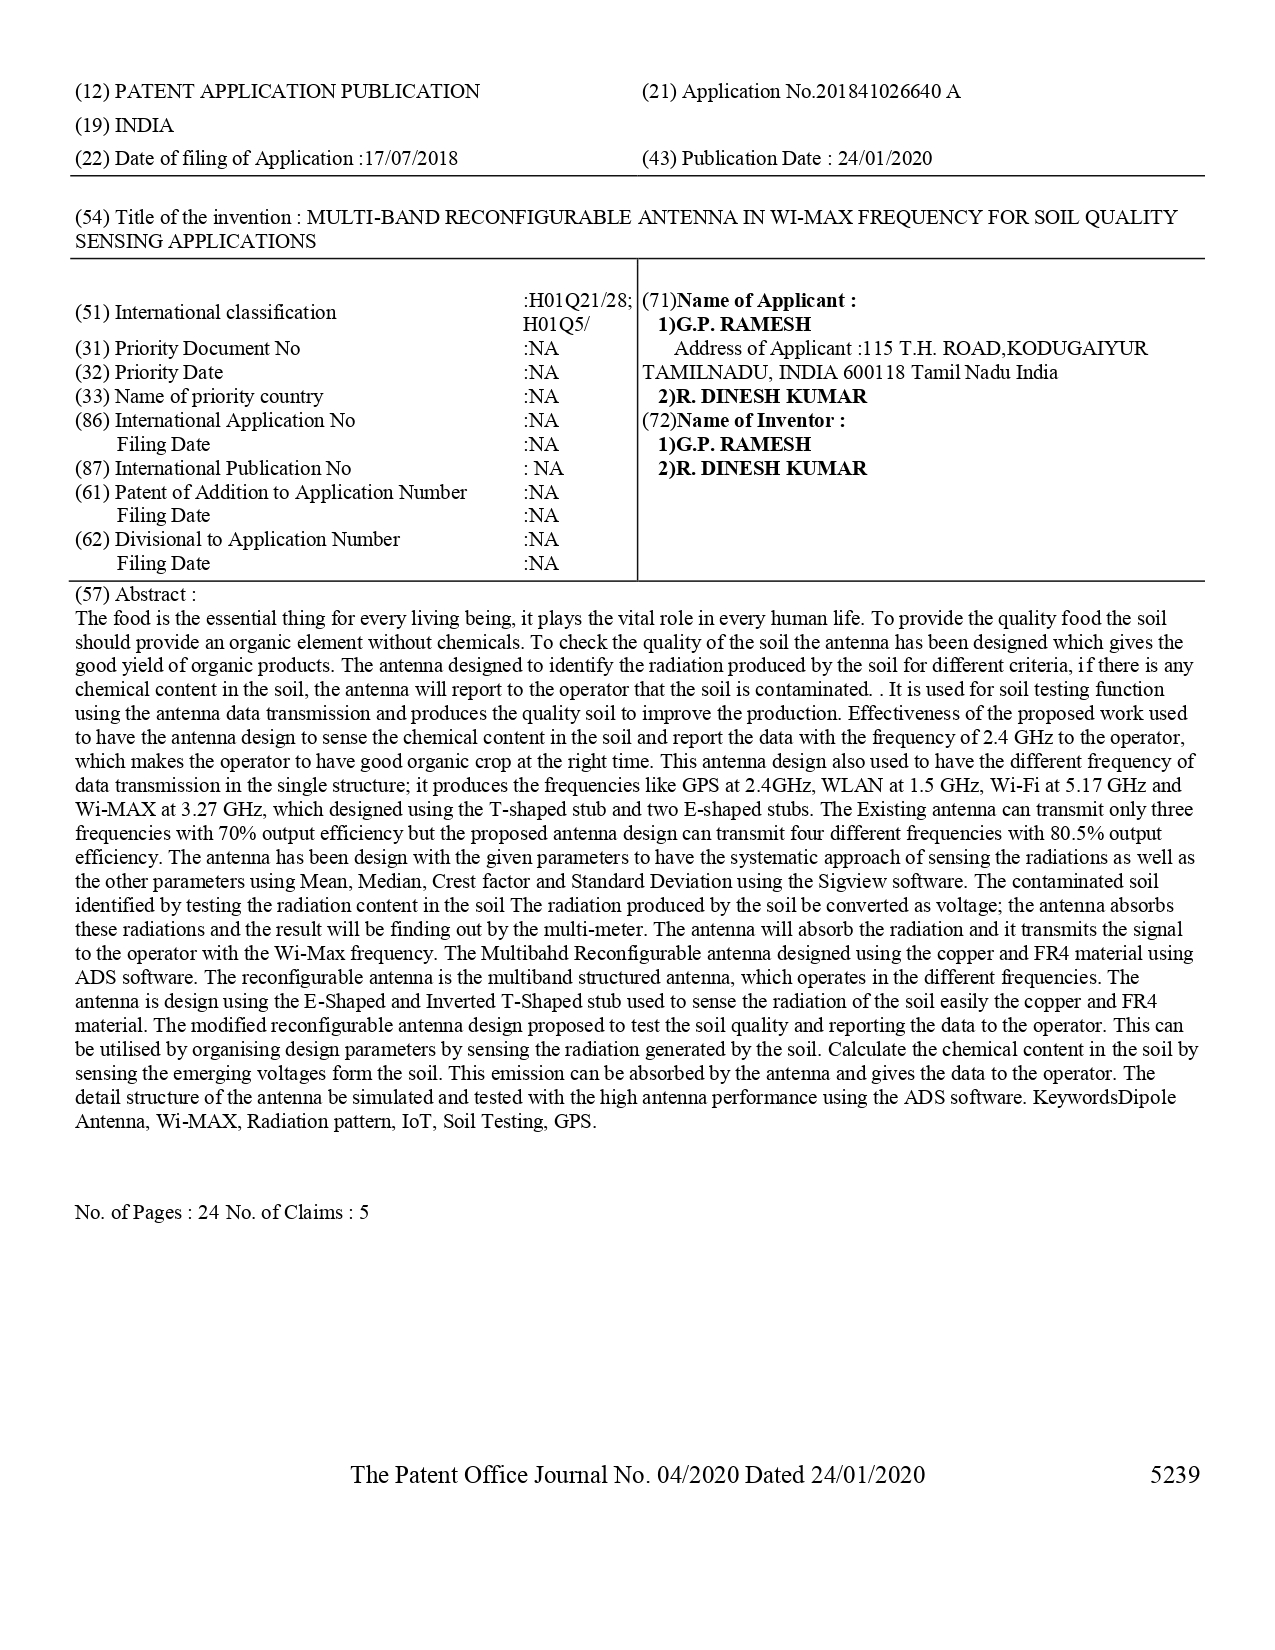 (12) PATENT APPLICATION PUBLICATION (21) Application No.201841026640 A
(19) INDIA
(22) Date of filing of Application :17/07/2018 (43) Publication Date : 24/01/2020
(54) Title of the invention : MULTI-BAND RECONFIGURABLE ANTENNA IN WI-MAX FREQUENCY FOR SOIL QUALITY
SENSING APPLICATIONS
(51) International classification :H01Q21/28;
H01Q5/
(31) Priority Document No :NA
(32) Priority Date :NA
(33) Name of priority country :NA
(86) International Application No :NA
Filing Date :NA
(87) International Publication No : NA
(61) Patent of Addition to Application Number :NA
Filing Date :NA
(62) Divisional to Application Number :NA
Filing Date :NA
(71)Name of Applicant :
1)G.P. RAMESH
Address of Applicant :115 T.H. ROAD,KODUGAIYUR
TAMILNADU, INDIA 600118 Tamil Nadu India
2)R. DINESH KUMAR
(72)Name of Inventor :
1)G.P. RAMESH
2)R. DINESH KUMAR
(57) Abstract :
The food is the essential thing for every living being, it plays the vital role in every human life. To provide the quality food the soil
should provide an organic element without chemicals. To check the quality of the soil the antenna has been designed which gives the
good yield of organic products. The antenna designed to identify the radiation produced by the soil for different criteria, if there is any
chemical content in the soil, the antenna will report to the operator that the soil is contaminated. . It is used for soil testing function
using the antenna data transmission and produces the quality soil to improve the production. Effectiveness of the proposed work used
to have the antenna design to sense the chemical content in the soil and report the data with the frequency of 2.4 GHz to the operator,
which makes the operator to have good organic crop at the right time. This antenna design also used to have the different frequency of
data transmission in the single structure; it produces the frequencies like GPS at 2.4GHz, WLAN at 1.5 GHz, Wi-Fi at 5.17 GHz and
Wi-MAX at 3.27 GHz, which designed using the T-shaped stub and two E-shaped stubs. The Existing antenna can transmit only three
frequencies with 70% output efficiency but the proposed antenna design can transmit four different frequencies with 80.5% output
efficiency. The antenna has been design with the given parameters to have the systematic approach of sensing the radiations as well as
the other parameters using Mean, Median, Crest factor and Standard Deviation using the Sigview software. The contaminated soil
identified by testing the radiation content in the soil The radiation produced by the soil be converted as voltage; the antenna absorbs
these radiations and the result will be finding out by the multi-meter. The antenna will absorb the radiation and it transmits the signal
to the operator with the Wi-Max frequency. The Multibahd Reconfigurable antenna designed using the copper and FR4 material using
ADS software. The reconfigurable antenna is the multiband structured antenna, which operates in the different frequencies. The
antenna is design using the E-Shaped and Inverted T-Shaped stub used to sense the radiation of the soil easily the copper and FR4
material. The modified reconfigurable antenna design proposed to test the soil quality and reporting the data to the operator. This can
be utilised by organising design parameters by sensing the radiation generated by the soil. Calculate the chemical content in the soil by
sensing the emerging voltages form the soil. This emission can be absorbed by the antenna and gives the data to the operator. The
detail structure of the antenna be simulated and tested with the high antenna performance using the ADS software. KeywordsDipole
Antenna, Wi-MAX, Radiation pattern, IoT, Soil Testing, GPS.
No. of Pages : 24 No. of Claims : 5
The Patent Office Journal No. 04/2020 Dated 24/01/2020 5239